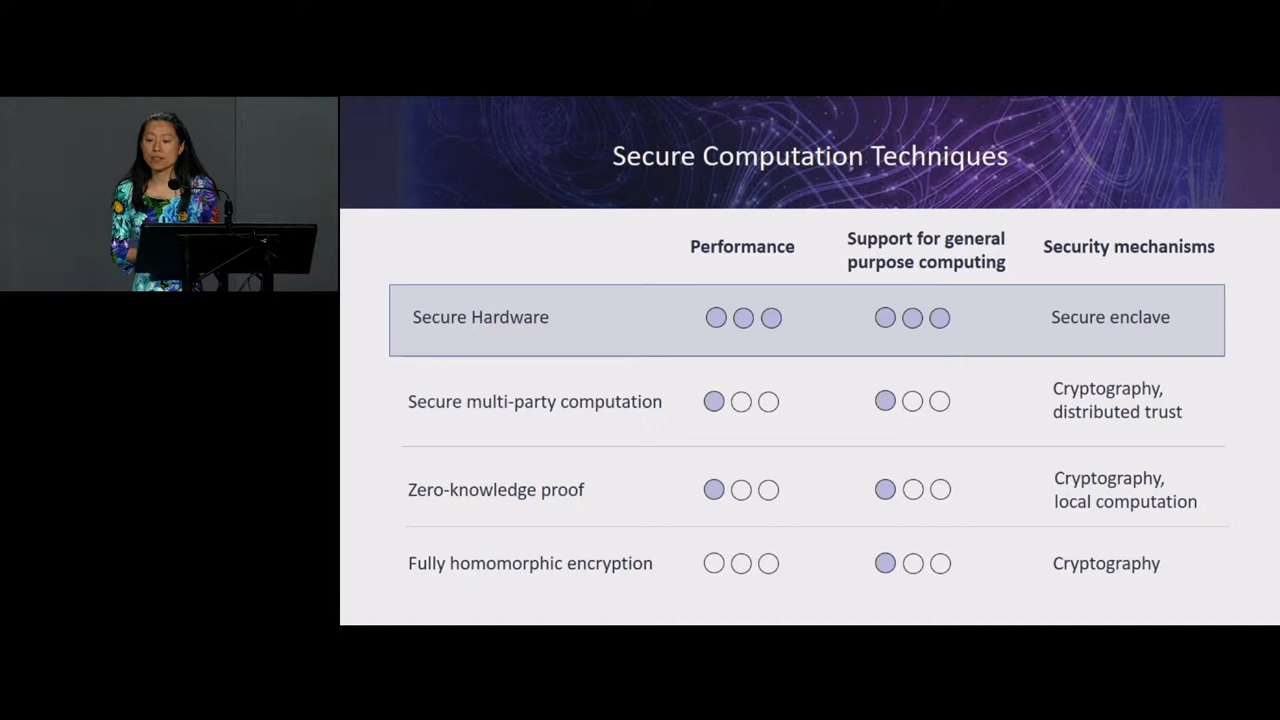 Secure Computation Techniques
Performance
Support for general
purpose computing
Security mechanisms
Secure Hardware
Secure enclave
Secure multi-party computation
Cryptography,
distributed trust
Zero-knowledge proof
Cryptography,
local computation
Fully homomorphic encryption
Cryptography